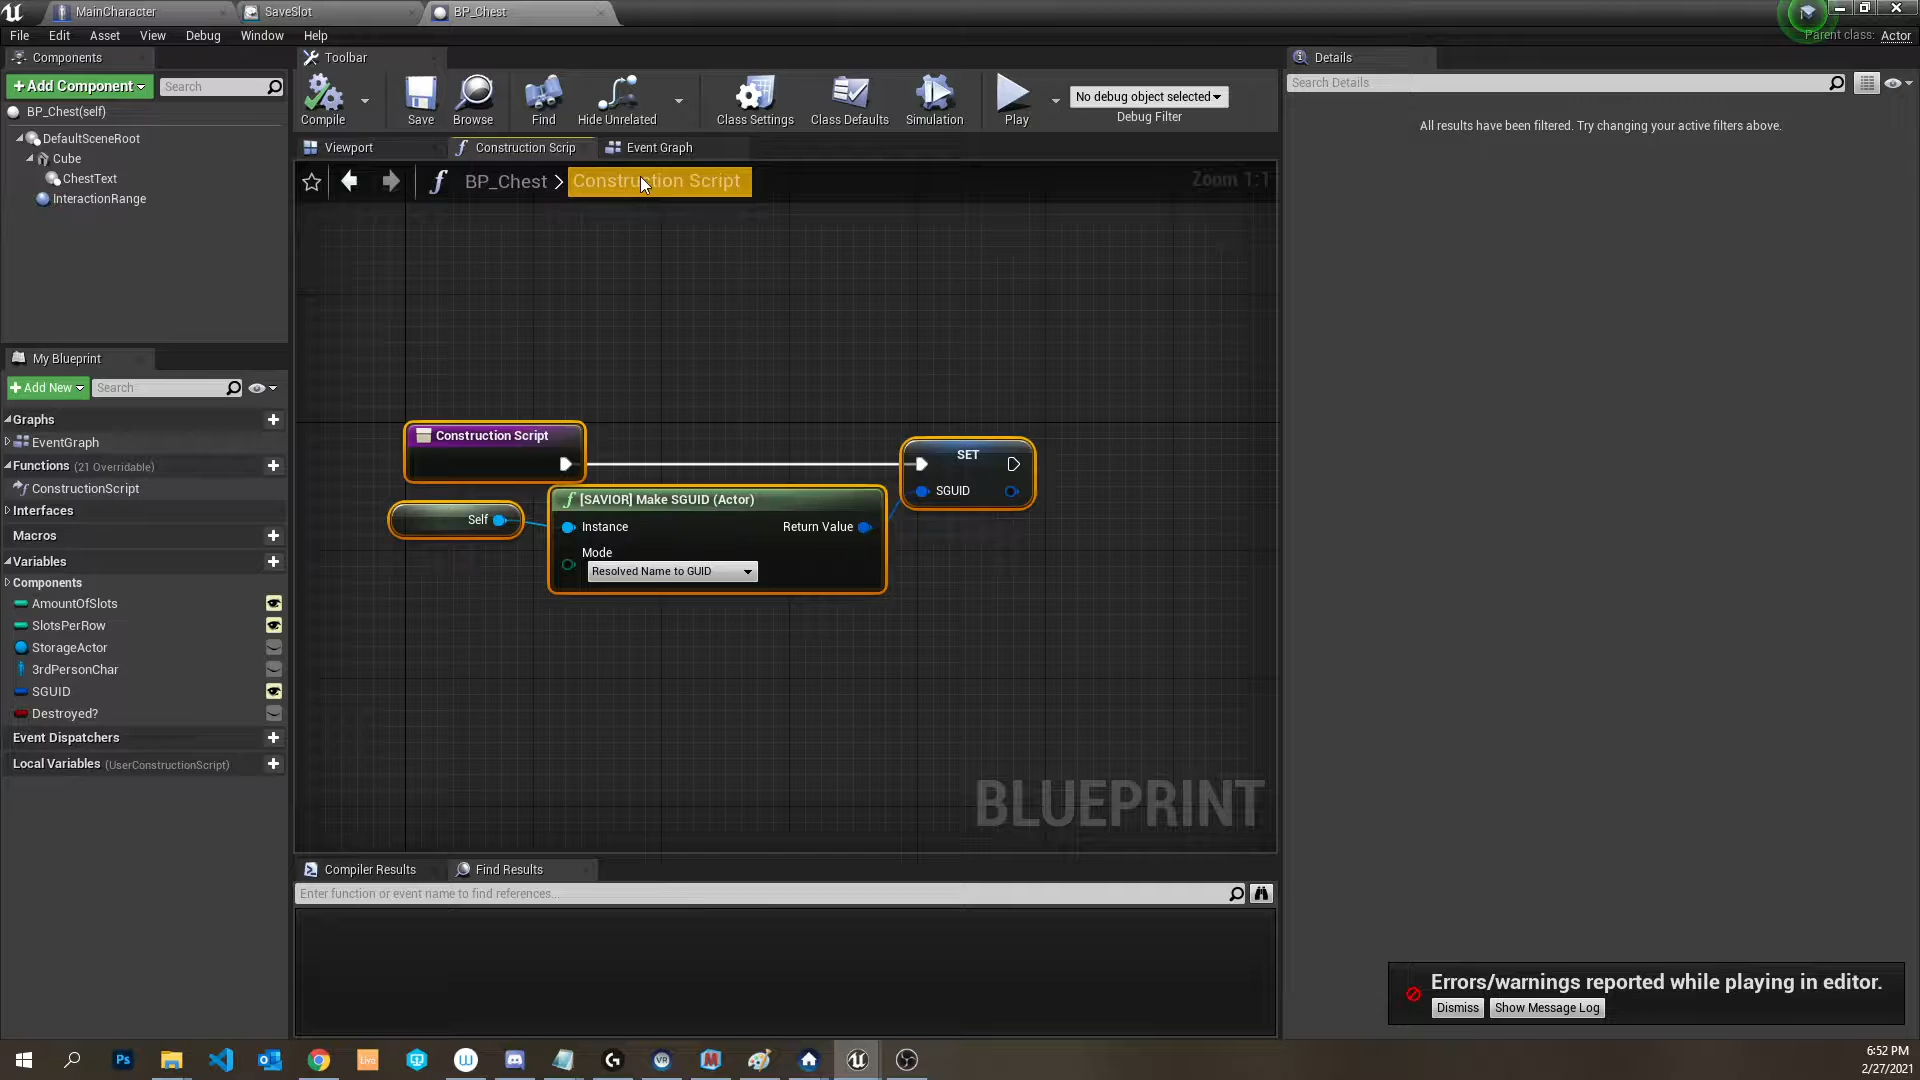 MainCharacter
SaveSlot
BP_Chest
File Edit Asset View Debug Window Help
Parent class: Actor
Components
Add Component
Search
BP_Chest(self)
DefaultSceneRoot
Cube
ChestText
InteractionRange
Toolbar
Compile
Save
Browse
Find
Hide Unrelated
Class Settings
Class Defaults
Simulation
Play
No debug object selected
Debug Filter
Viewport
Construction Scrip
Event Graph
BP_Chest > Construction Script
Zoom 1:1
Construction Script
Self
[SAVIOR] Make SGUID (Actor)
Instance
Return Value
Mode
Resolved Name to GUID
SET
SGUID
BLUEPRINT
My Blueprint
Add New
Search
Graphs
EventGraph
Functions (21 Overridable)
ConstructionScript
Interfaces
Macros
Variables
Components
AmountOfSlots
SlotsPerRow
StorageActor
3rdPersonChar
SGUID
Destroyed?
Event Dispatchers
Local Variables (UserConstructionScript)
Compiler Results
Find Results
Enter function or event name to find references...
Details
Search Details
All results have been filtered. Try changing your active filters above.
Errors/warnings reported while playing in editor.
Dismiss
Show Message Log
Ps
Live
VR
6:52 PM
2/27/2021